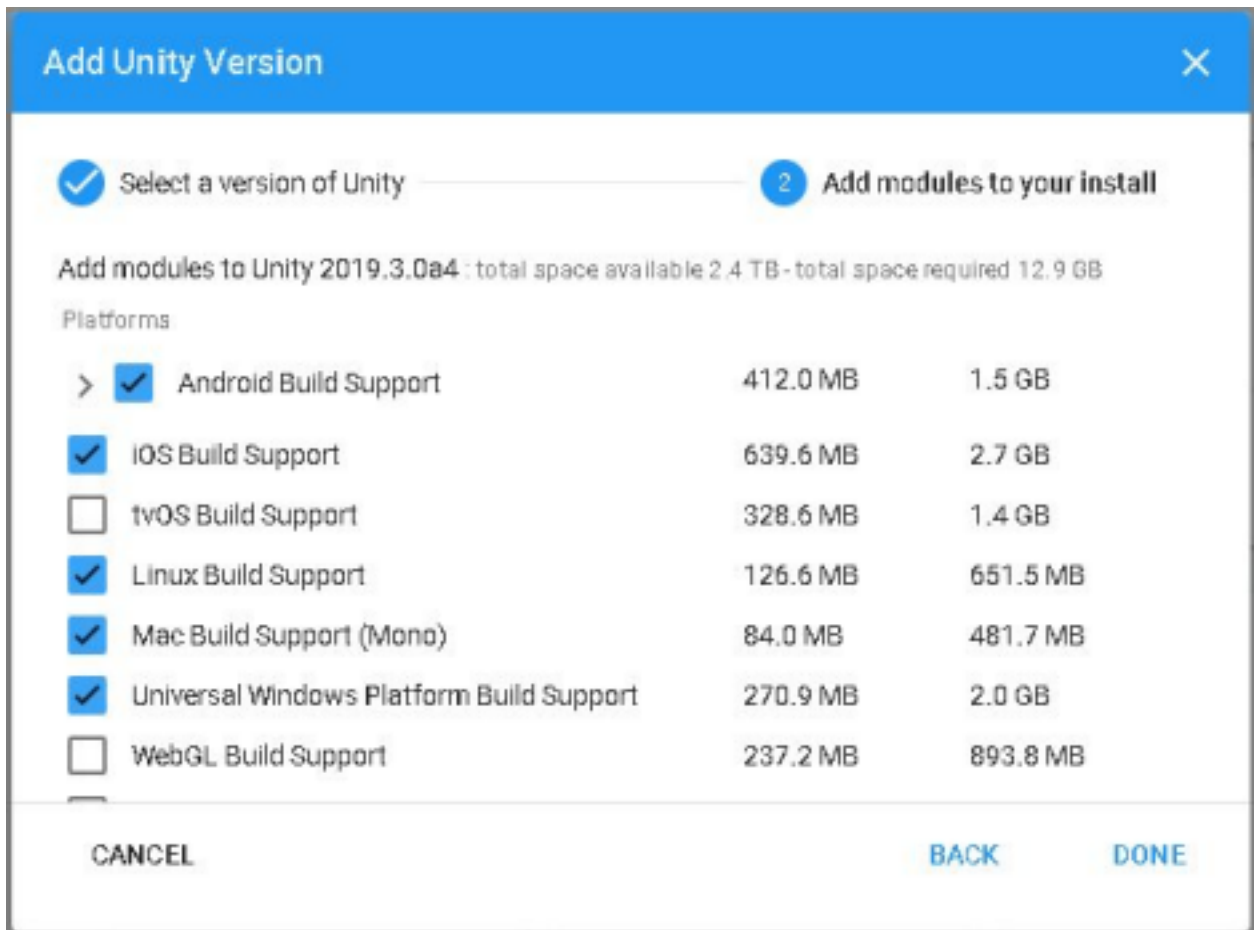 Add Unity Version
Select a version of Unity 2 Add modules to your install
Add modules to Unity 2019.3.0a4 : total space available 2.4 TB - total space required 12.9 GB
Platforms
Android Build Support 412.0 MB 1.5 GB
iOS Build Support 639.6 MB 2.7 GB
tvOS Build Support 328.6 MB 1.4 GB
Linux Build Support 126.6 MB 651.5 MB
Mac Build Support (Mono) 84.0 MB 481.7 MB
Universal Windows Platform Build Support 270.9 MB 2.0 GB
WebGL Build Support 237.2 MB 893.8 MB
CANCEL BACK DONE